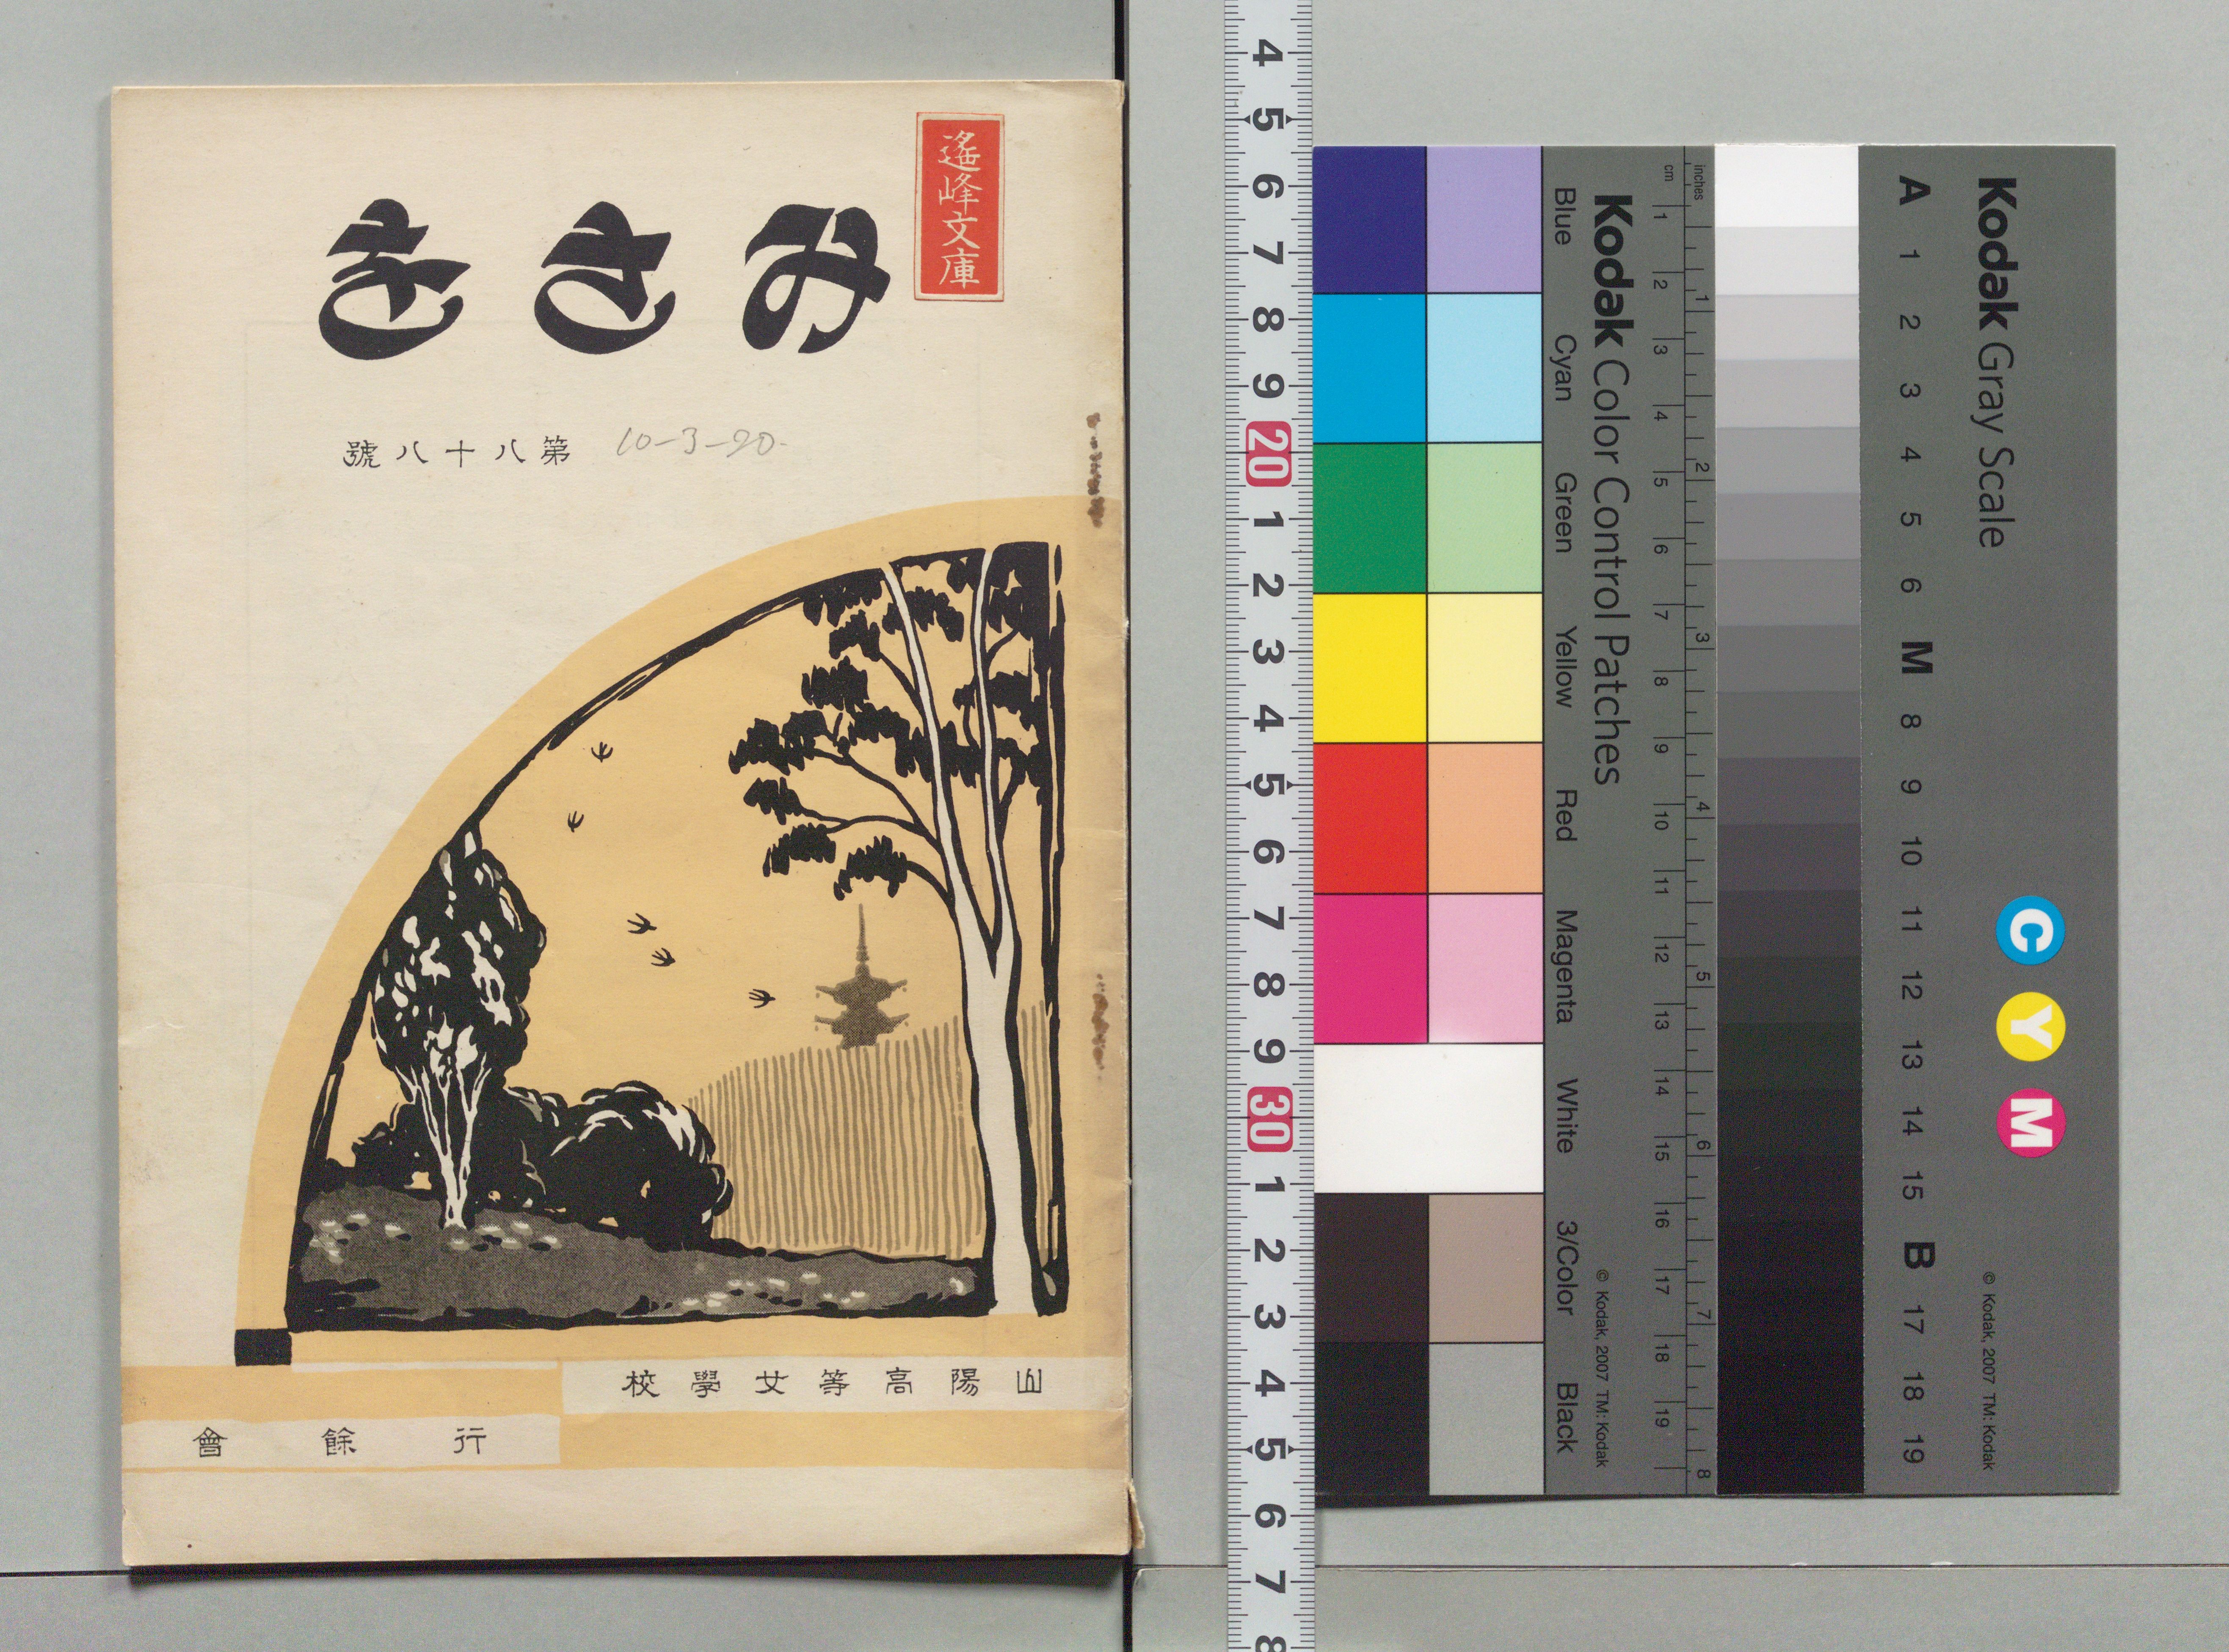 遙峰文庫
みさを
第八十八號 10-3-20.
山陽高等女學校
行餘會
4 5 6 7 8 9 20 1 2 3 4 5 6 7 8 9 30 1 2 3 4 5 6 7 8
Kodak Color Control Patches
© Kodak, 2007 TM: Kodak
Blue Cyan Green Yellow Red Magenta White 3/Color Black
cm 1 2 3 4 5 6 7 8 9 10 11 12 13 14 15 16 17 18 19
inches 1 2 3 4 5 6 7 8
Kodak Gray Scale
C Y M
© Kodak, 2007 TM: Kodak
A 1 2 3 4 5 6 M 8 9 10 11 12 13 14 15 B 17 18 19